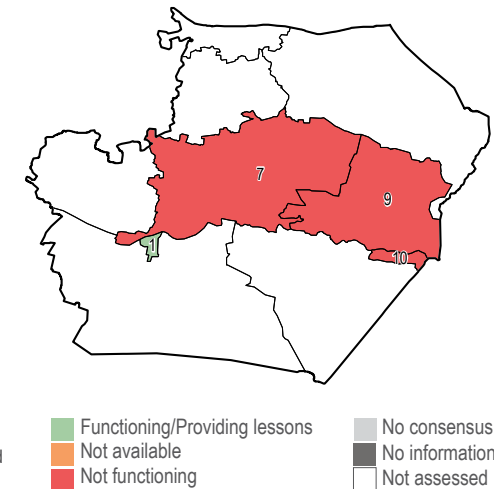 7
9
1
10
Functioning/Providing lessons
Not available
Not functioning
No consensus
No information
Not assessed